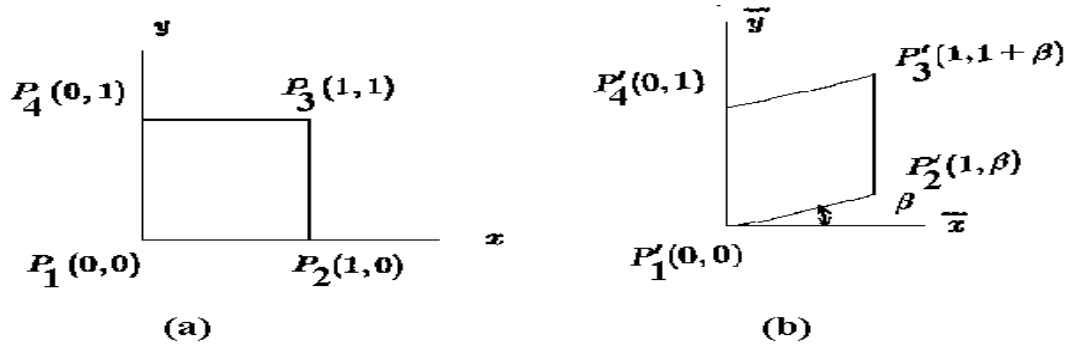 y
P₄(0,1)
P₃(1,1)
x
P₁(0,0)
P₂(1,0)
(a)
y̅
P′₃(1,1+β)
P′₄(0,1)
P′₂(1,β)
β
x̅
P′₁(0,0)
(b)